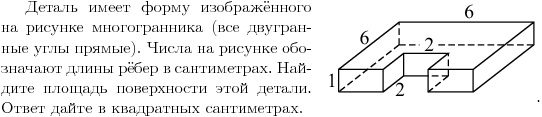 Деталь имеет форму изображённого
на рисунке многогранника (все двугран-
ные углы прямые). Числа на рисунке обо-
значают длины рёбер в сантиметрах. Най-
дите площадь поверхности этой детали.
Ответ дайте в квадратных сантиметрах.
6
6
2
1
2
.